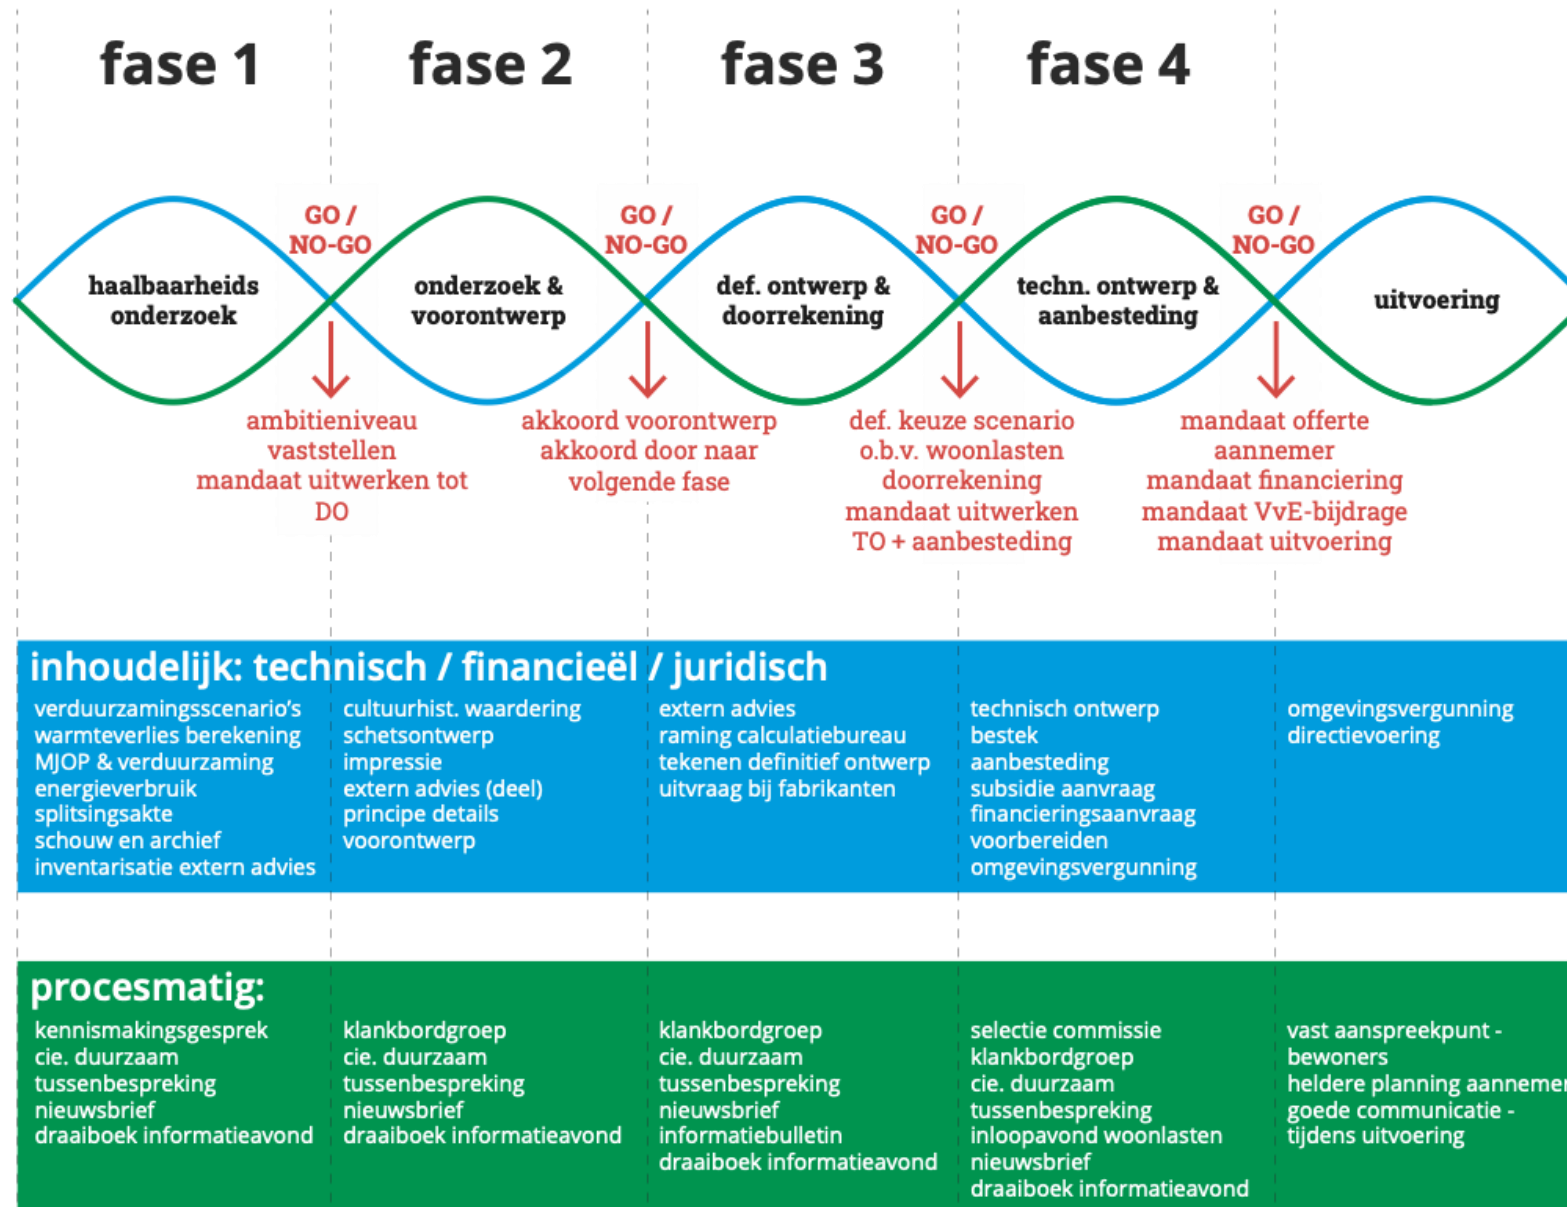 fase 1
fase 2
fase 3
fase 4
GO /
NO-GO
GO /
NO-GO
GO /
NO-GO
GO /
NO-GO
haalbaarheids
onderzoek
onderzoek &
voorontwerp
def. ontwerp &
doorrekening
techn. ontwerp &
aanbesteding
uitvoering
ambitieniveau
vaststellen
mandaat uitwerken tot
DO
akkoord voorontwerp
akkoord door naar
volgende fase
def. keuze scenario
o.b.v. woonlasten
doorrekening
mandaat uitwerken
TO + aanbesteding
mandaat offerte
aannemer
mandaat financiering
mandaat VvE-bijdrage
mandaat uitvoering
inhoudelijk: technisch / financieël / juridisch
verduurzamingsscenario's
warmteverlies berekening
MJOP & verduurzaming
energieverbruik
splitsingsakte
schouw en archief
inventarisatie extern advies
cultuurhist. waardering
schetsontwerp
impressie
extern advies (deel)
principe details
voorontwerp
extern advies
raming calculatiebureau
tekenen definitief ontwerp
uitvraag bij fabrikanten
technisch ontwerp
bestek
aanbesteding
subsidie aanvraag
financieringsaanvraag
voorbereiden
omgevingsvergunning
omgevingsvergunning
directievoering
procesmatig:
kennismakingsgesprek
cie. duurzaam
tussenbespreking
nieuwsbrief
draaiboek informatieavond
klankbordgroep
cie. duurzaam
tussenbespreking
nieuwsbrief
draaiboek informatieavond
klankbordgroep
cie. duurzaam
tussenbespreking
nieuwsbrief
informatiebulletin
draaiboek informatieavond
selectie commissie
klankbordgroep
cie. duurzaam
tussenbespreking
inloopavond woonlasten
nieuwsbrief
draaiboek informatieavond
vast aanspreekpunt -
bewoners
heldere planning aannemer
goede communicatie -
tijdens uitvoering